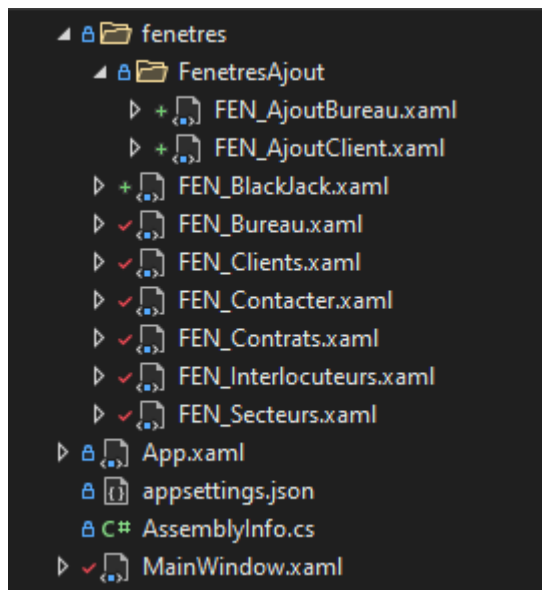 fenetres
FenetresAjout
FEN_AjoutBureau.xaml
FEN_AjoutClient.xaml
FEN_BlackJack.xaml
FEN_Bureau.xaml
FEN_Clients.xaml
FEN_Contacter.xaml
FEN_Contrats.xaml
FEN_Interlocuteurs.xaml
FEN_Secteurs.xaml
App.xaml
appsettings.json
C# AssemblyInfo.cs
MainWindow.xaml